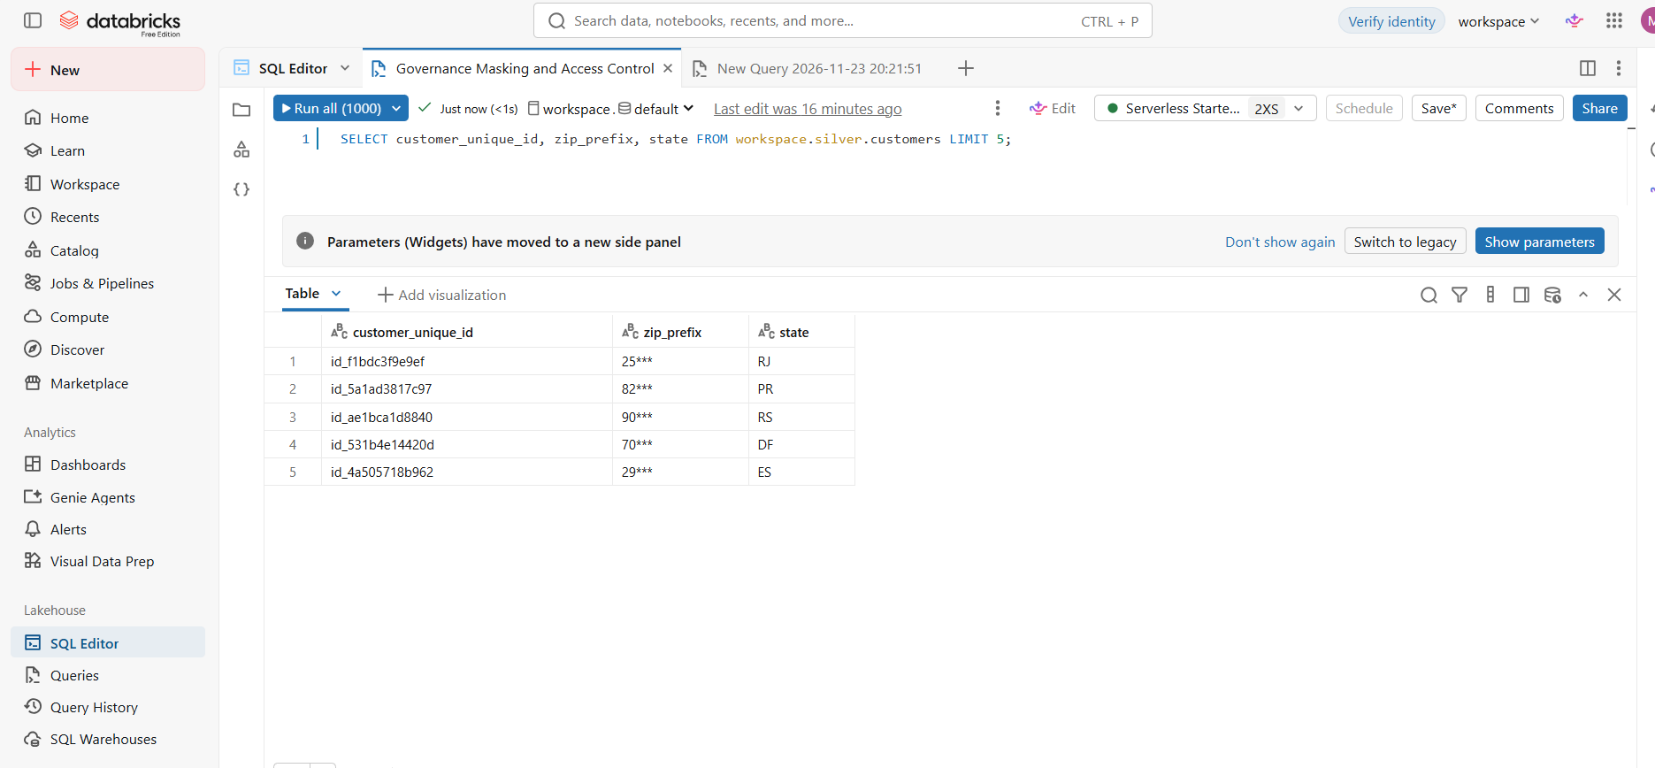 databricks
Free Edition
Search data, notebooks, recents, and more...
CTRL + P
Verify identity
workspace
M
New
Home
Learn
Workspace
Recents
Catalog
Jobs & Pipelines
Compute
Discover
Marketplace
Analytics
Dashboards
Genie Agents
Alerts
Visual Data Prep
Lakehouse
SQL Editor
Queries
Query History
SQL Warehouses
SQL Editor
Governance Masking and Access Control
New Query 2026-11-23 20:21:51
Run all (1000)
Just now (<1s)
workspace.
default
Last edit was 16 minutes ago
Edit
Serverless Starte...
2XS
Schedule
Save*
Comments
Share
1 SELECT customer_unique_id, zip_prefix, state FROM workspace.silver.customers LIMIT 5;
Parameters (Widgets) have moved to a new side panel
Don't show again
Switch to legacy
Show parameters
Table
Add visualization
customer_unique_id zip_prefix state
1 id_f1bdc3f9e9ef 25*** RJ
2 id_5a1ad3817c97 82*** PR
3 id_ae1bca1d8840 90*** RS
4 id_531b4e14420d 70*** DF
5 id_4a505718b962 29*** ES